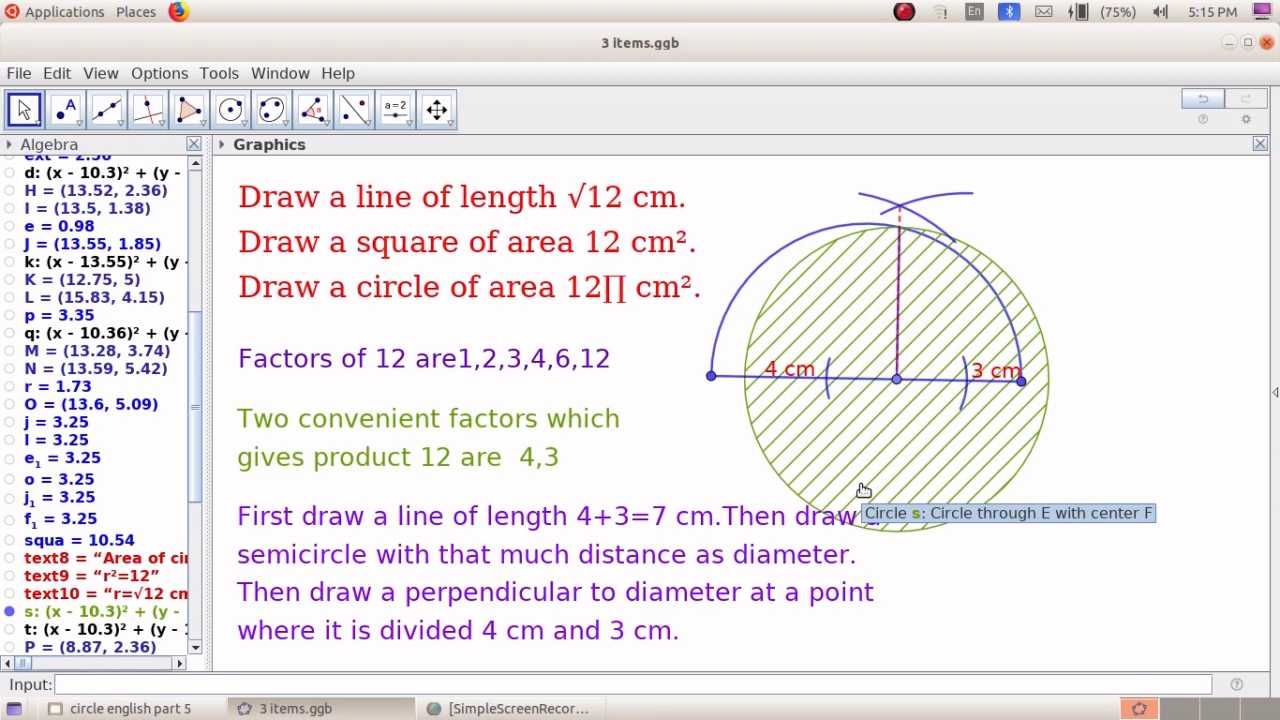 Applications Places En (75%) 5:15 PM
3 items.ggb
File Edit View Options Tools Window Help
A a=2
Algebra
Graphics
ext = 2.36
d: (x - 10.3)² + (y -
H = (13.52, 2.36)
I = (13.5, 1.38)
e = 0.98
J = (13.55, 1.85)
k: (x - 13.55)² + (y -
K = (12.75, 5)
L = (15.83, 4.15)
p = 3.35
q: (x - 10.36)² + (y -
M = (13.28, 3.74)
N = (13.59, 5.42)
r = 1.73
O = (13.6, 5.09)
j = 3.25
l = 3.25
e₁ = 3.25
o = 3.25
j₁ = 3.25
f₁ = 3.25
squa = 10.54
text8 = “Area of cir
text9 = “r²=12”
text10 = “r=√12 cm
s: (x - 10.3)² + (y -
t: (x - 10.3)² + (y - 1
P = (8.87, 2.36)
Draw a line of length √12 cm.
Draw a square of area 12 cm².
Draw a circle of area 12∏ cm².
Factors of 12 are1,2,3,4,6,12
Two convenient factors which
gives product 12 are 4,3
First draw a line of length 4+3=7 cm.Then draw a
semicircle with that much distance as diameter.
Then draw a perpendicular to diameter at a point
where it is divided 4 cm and 3 cm.
4 cm
3 cm
Circle s: Circle through E with center F
Input:
circle english part 5
3 items.ggb
[SimpleScreenRecor...